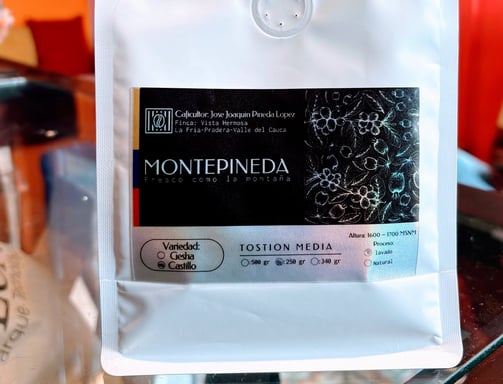 Caficultor: Jose Joaquin Pineda Lopez
Finca: Vista Hermosa
La Fria-Pradera-Valle del Cauca
MONTEPINEDA
Fresco como la montaña
Variedad:
Gesha
Castillo
TOSTION MEDIA
500 gr 250 gr 340 gr
Altura: 1600 - 1700 MSNM
Proceso:
lavado
Natural
arque